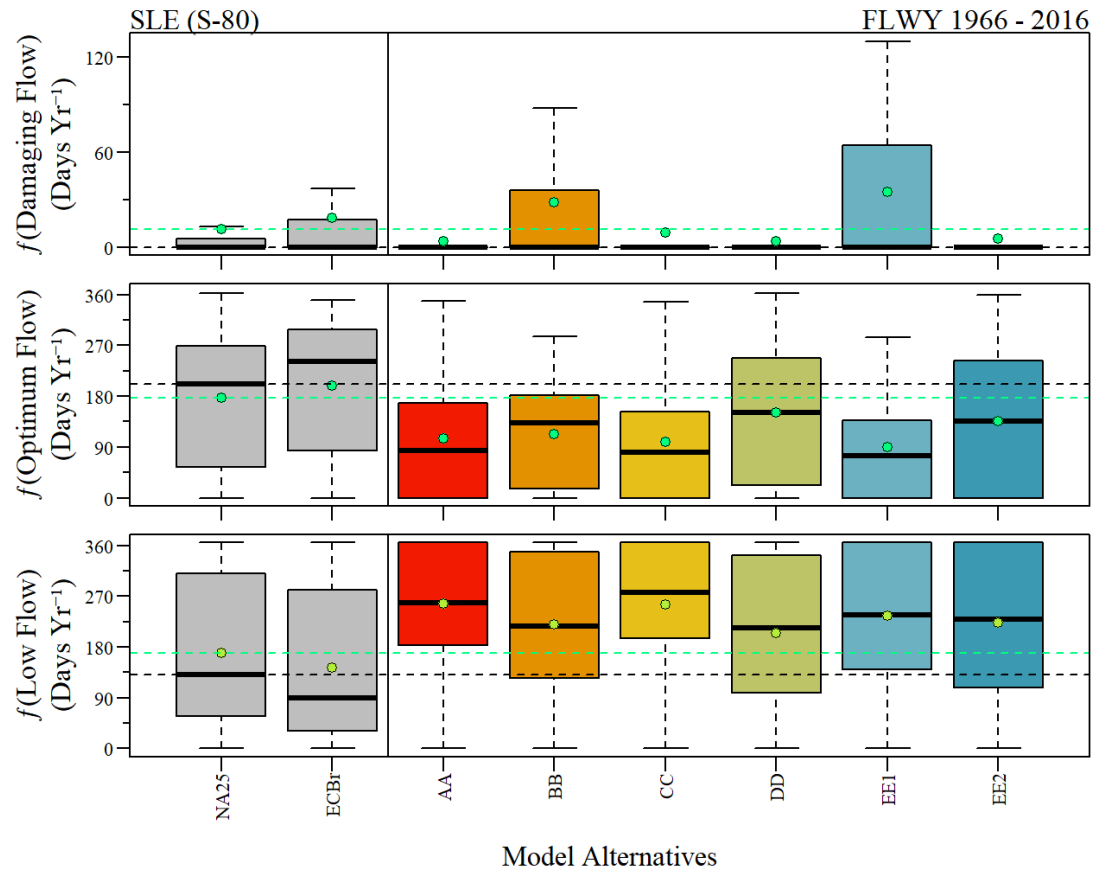 SLE (S-80) FLWY 1966 - 2016
f(Damaging Flow)
(Days Yr⁻¹)
120
60
0
f(Optimum Flow)
(Days Yr⁻¹)
360
270
180
90
0
f(Low Flow)
(Days Yr⁻¹)
360
270
180
90
0
NA25 ECBr AA BB CC DD EE1 EE2
Model Alternatives